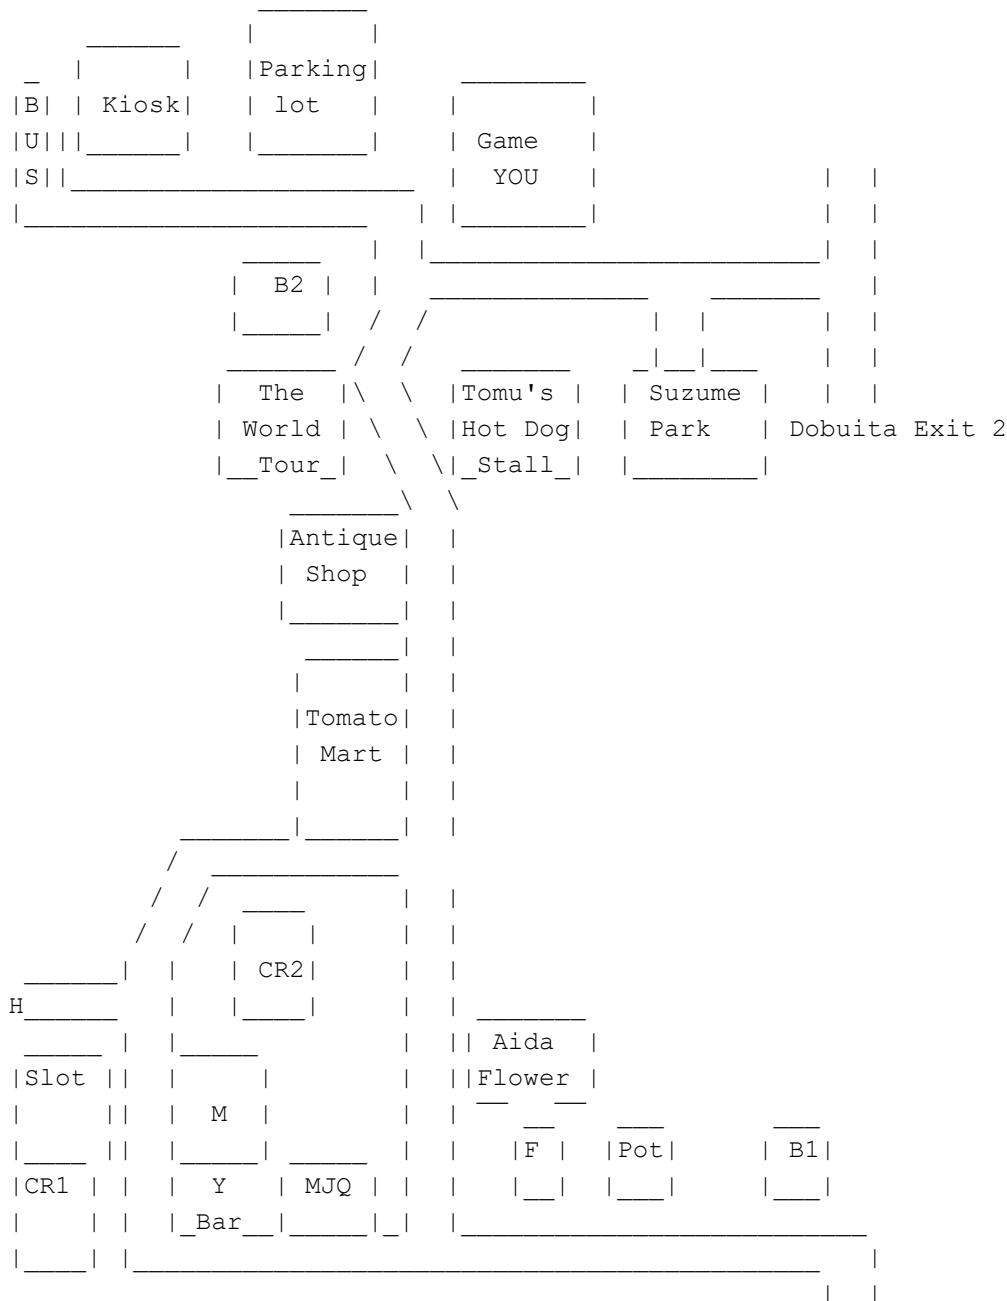 Parking
B Kiosk lot
U Game
S YOU
B2
The Tomu's Suzume
World Hot Dog Park Dobuita Exit 2
Tour Stall
Antique
Shop
Tomato
Mart
CR2
H
Aida
Slot Flower
M
F Pot B1
CR1 Y MJQ
Bar